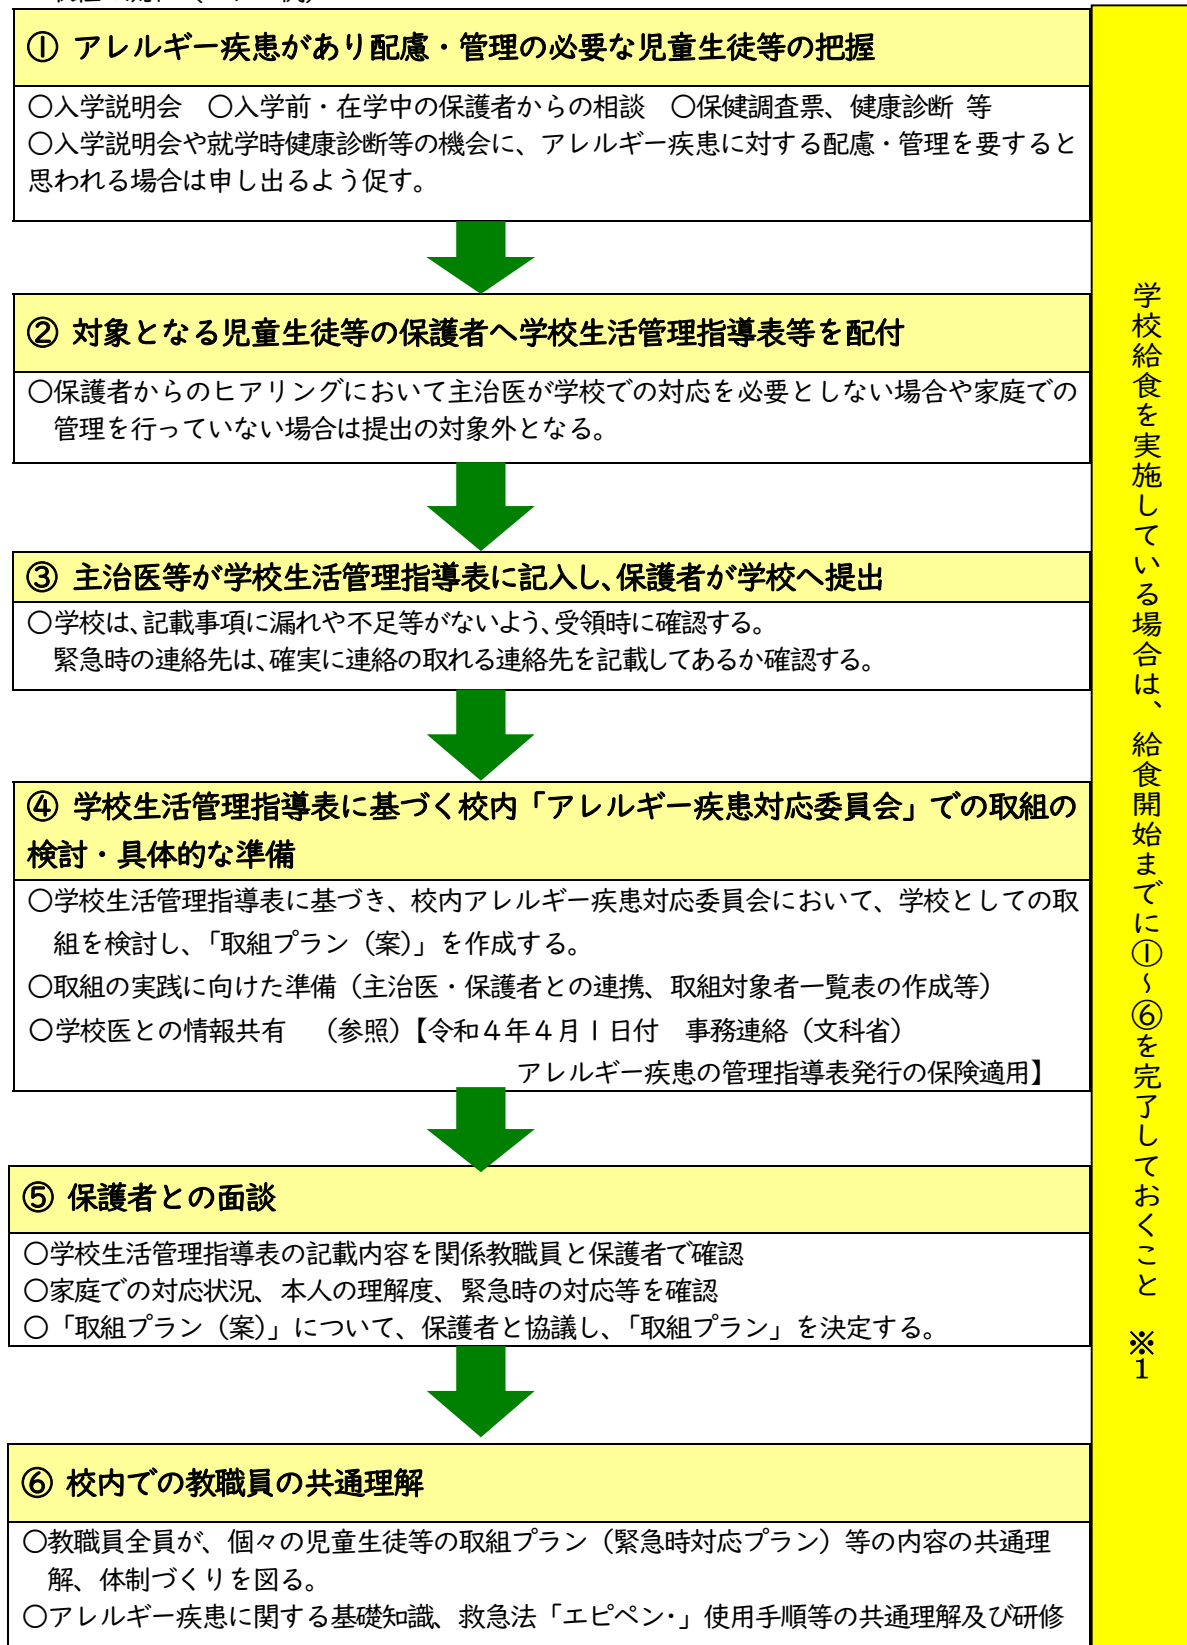 ① アレルギー疾患があり配慮・管理の必要な児童生徒等の把握
○入学説明会　○入学前・在学中の保護者からの相談　○保健調査票、健康診断 等
○入学説明会や就学時健康診断等の機会に、アレルギー疾患に対する配慮・管理を要すると
思われる場合は申し出るよう促す。
② 対象となる児童生徒等の保護者へ学校生活管理指導表等を配付
○保護者からのヒアリングにおいて主治医が学校での対応を必要としない場合や家庭での
管理を行っていない場合は提出の対象外となる。
③ 主治医等が学校生活管理指導表に記入し、保護者が学校へ提出
○学校は、記載事項に漏れや不足等がないよう、受領時に確認する。
緊急時の連絡先は、確実に連絡の取れる連絡先を記載してあるか確認する。
④ 学校生活管理指導表に基づく校内「アレルギー疾患対応委員会」での取組の
検討・具体的な準備
○学校生活管理指導表に基づき、校内アレルギー疾患対応委員会において、学校としての取
組を検討し、「取組プラン（案）」を作成する。
○取組の実践に向けた準備（主治医・保護者との連携、取組対象者一覧表の作成等）
○学校医との情報共有　（参照）【令和４年４月１日付　事務連絡（文科省）
アレルギー疾患の管理指導表発行の保険適用】
⑤ 保護者との面談
○学校生活管理指導表の記載内容を関係教職員と保護者で確認
○家庭での対応状況、本人の理解度、緊急時の対応等を確認
○「取組プラン（案）」について、保護者と協議し、「取組プラン」を決定する。
⑥ 校内での教職員の共通理解
○教職員全員が、個々の児童生徒等の取組プラン（緊急時対応プラン）等の内容の共通理
解、体制づくりを図る。
○アレルギー疾患に関する基礎知識、救急法「エピペン・」使用手順等の共通理解及び研修
学校給食を実施している場合は、給食開始までに①～⑥を完了しておくこと　※1